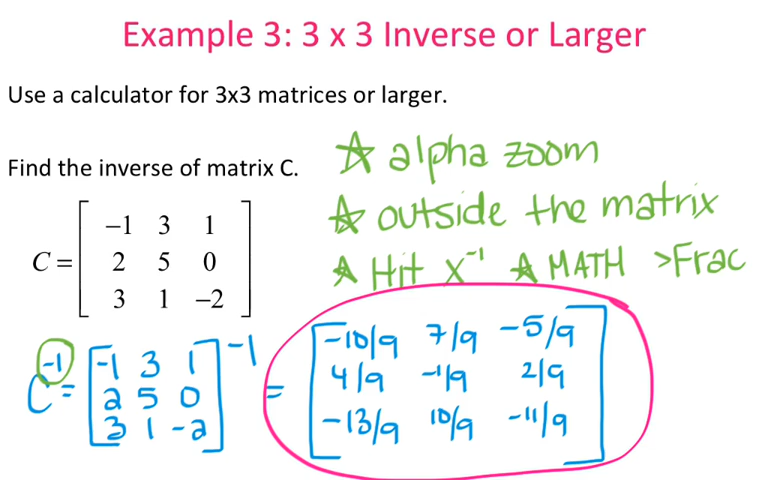 Example 3: 3 x 3 Inverse or Larger
Use a calculator for 3x3 matrices or larger.
Find the inverse of matrix C.
☆ alpha zoom
☆ outside the matrix
☆ Hit x⁻¹ ☆ MATH >Frac
C = [ −1 3 1
2 5 0
3 1 −2 ]
C⁻¹ = [ -1 3 1
2 5 0
3 1 -2 ]⁻¹ = [ -10/9 7/9 -5/9
4/9 -1/9 2/9
-13/9 10/9 -11/9 ]